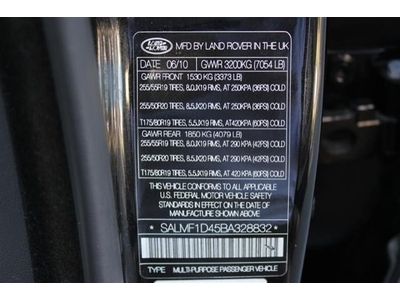 LAND ROVER
MFD BY LAND ROVER IN THE UK
DATE 06/10 GVWR 3200KG (7054 LB)
GAWR FRONT 1530 KG (3373 LB)
255/55R19 TIRES, 8.0JX19 RIMS, AT 250KPA (36PSI) COLD
255/50R20 TIRES, 8.5JX20 RIMS, AT 250KPA (36PSI) COLD
T175/80R19 TIRES, 5.5JX19 RIMS, AT 420KPA (60PSI) COLD
GAWR REAR 1850 KG (4079 LB)
255/55R19 TIRES, 8.0JX19 RIMS, AT 290 KPA (42PSI) COLD
255/50R20 TIRES, 8.5JX20 RIMS, AT 290 KPA (42PSI) COLD
T175/80R19 TIRES, 5.5JX19 RIMS, AT 420 KPA (60PSI) COLD
THIS VEHICLE CONFORMS TO ALL APPLICABLE
U.S. FEDERAL MOTOR VEHICLE SAFETY
STANDARDS IN EFFECT ON THE DATE OF
MANUFACTURE SHOWN ABOVE.
SALMF1D45BA328832
TYPE: MULTI-PURPOSE PASSENGER VEHICLE